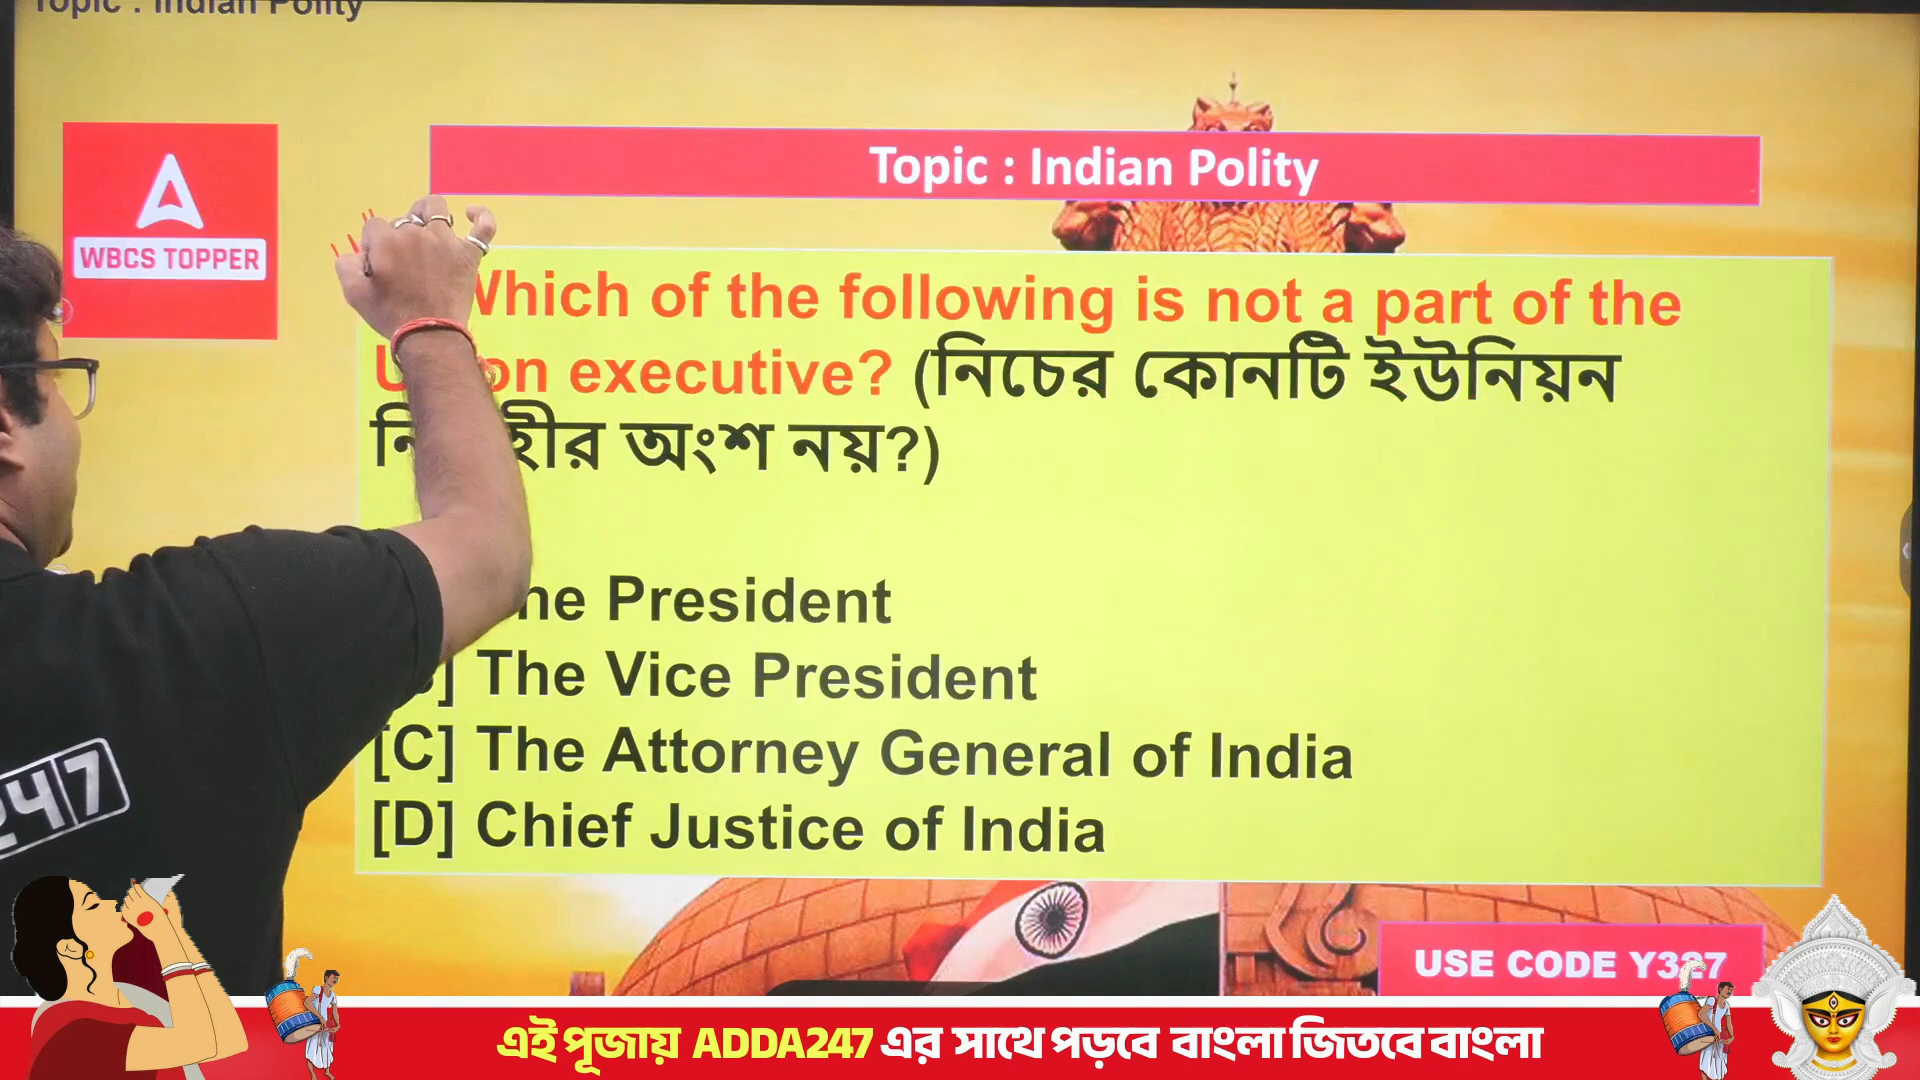 Topic : Indian Polity
Topic : Indian Polity
WBCS TOPPER
Which of the following is not a part of the
executive? (নিচের কোনটি ইউনিয়ন
অংশ নয়?)
President
The Vice President
[C] The Attorney General of India
[D] Chief Justice of India
247
USE CODE Y327
এই পূজায় ADDA247 এর সাথে পড়বে বাংলা জিতবে বাংলা